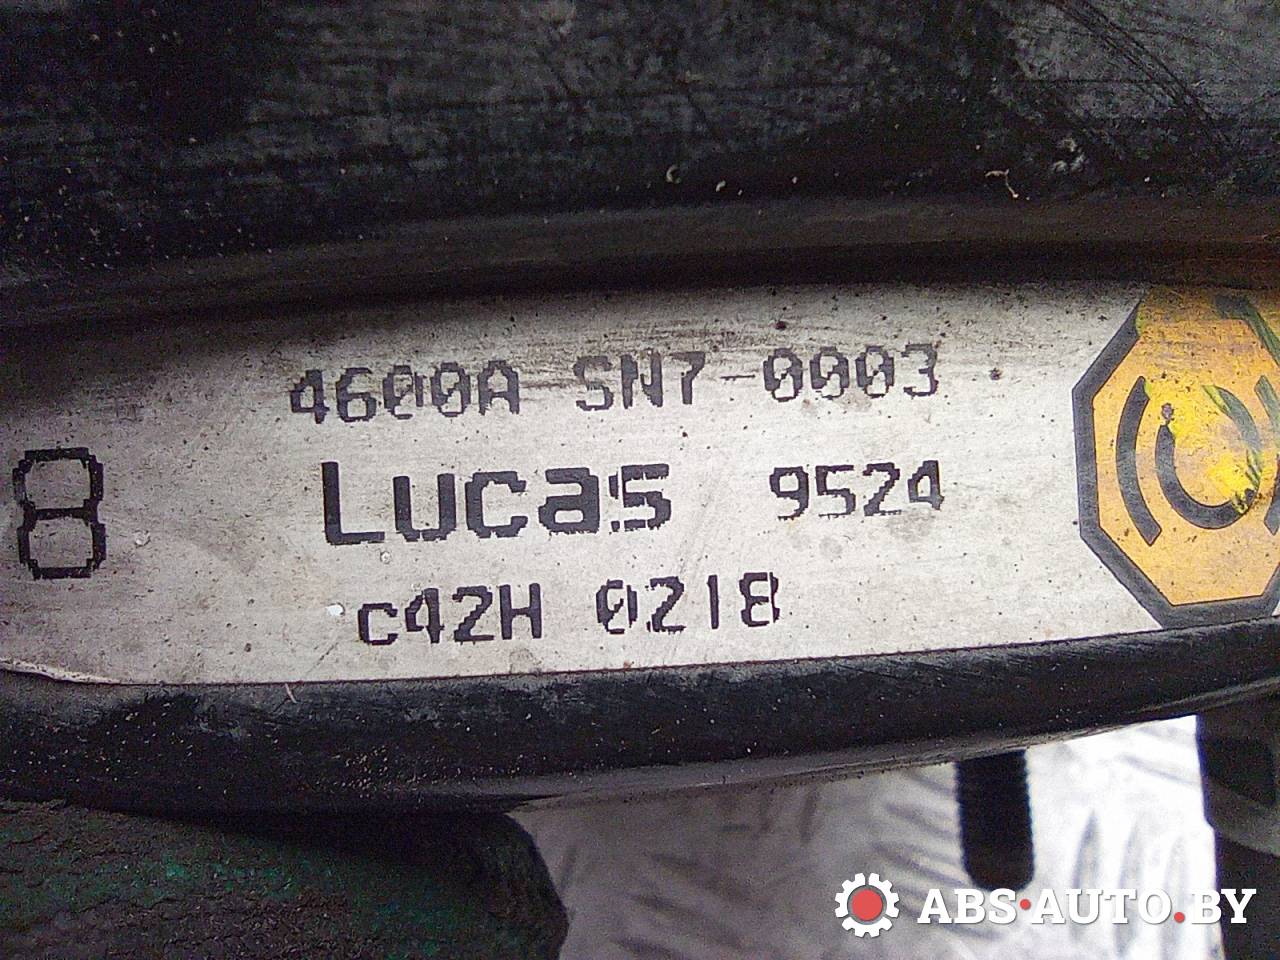 4600A SN7-0003
8
Lucas 9524
c42H 0218
ABS·AUTO.BY